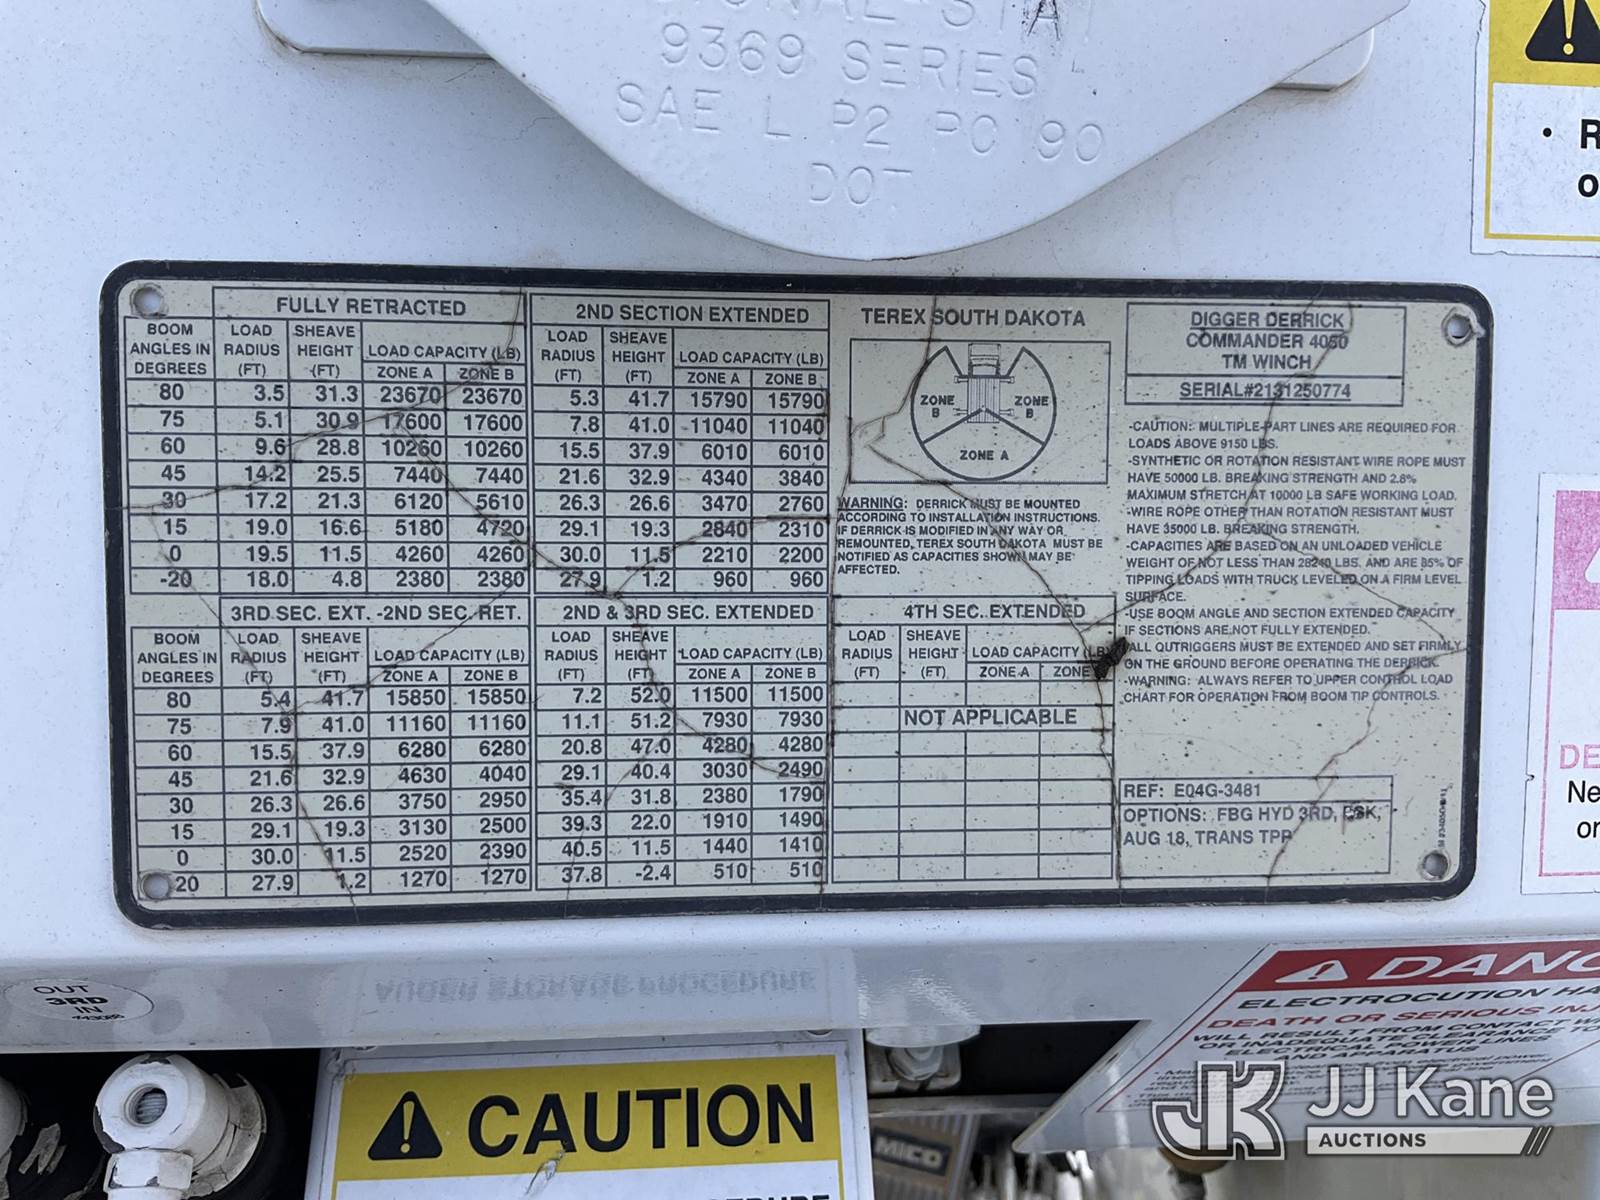 9369 SERIES
SAE L P2 PC 90
DOT
FULLY RETRACTED
BOOM ANGLES IN DEGREES LOAD RADIUS (FT) SHEAVE HEIGHT (FT) LOAD CAPACITY (LB) ZONE A ZONE B
80 3.5 31.3 23670 23670
75 5.1 30.9 17600 17600
60 9.6 28.8 10260 10260
45 14.2 25.5 7440 7440
30 17.2 21.3 6120 5610
15 19.0 16.6 5180 4720
0 19.5 11.5 4260 4260
-20 18.0 4.8 2380 2380
2ND SECTION EXTENDED
LOAD RADIUS (FT) SHEAVE HEIGHT (FT) LOAD CAPACITY (LB) ZONE A ZONE B
5.3 41.7 15790 15790
7.8 41.0 11040 11040
15.5 37.9 6010 6010
21.6 32.9 4340 3840
26.3 26.6 3470 2760
29.1 19.3 2840 2310
30.0 11.5 2210 2200
27.9 1.2 960 960
3RD SEC. EXT. -2ND SEC. RET.
BOOM ANGLES IN DEGREES LOAD RADIUS (FT) SHEAVE HEIGHT (FT) LOAD CAPACITY (LB) ZONE A ZONE B
80 5.4 41.7 15850 15850
75 7.9 41.0 11160 11160
60 15.5 37.9 6280 6280
45 21.6 32.9 4630 4040
30 26.3 26.6 3750 2950
15 29.1 19.3 3130 2500
0 30.0 11.5 2520 2390
20 27.9 1.2 1270 1270
2ND & 3RD SEC. EXTENDED
LOAD RADIUS (FT) SHEAVE HEIGHT (FT) LOAD CAPACITY (LB) ZONE A ZONE B
7.2 52.0 11500 11500
11.1 51.2 7930 7930
20.8 47.0 4280 4280
29.1 40.4 3030 2490
35.4 31.8 2380 1790
39.3 22.0 1910 1490
40.5 11.5 1440 1410
37.8 -2.4 510 510
TEREX SOUTH DAKOTA
ZONE B ZONE B
ZONE A
WARNING: DERRICK MUST BE MOUNTED
ACCORDING TO INSTALLATION INSTRUCTIONS.
IF DERRICK IS MODIFIED IN ANY WAY OR
REMOUNTED, TEREX SOUTH DAKOTA MUST BE
NOTIFIED AS CAPACITIES SHOWN MAY BE
AFFECTED.
4TH SEC. EXTENDED
LOAD RADIUS (FT) SHEAVE HEIGHT (FT) LOAD CAPACITY (LB) ZONE A ZONE
NOT APPLICABLE
DIGGER DERRICK
COMMANDER 4050
TM WINCH
SERIAL#2131250774
-CAUTION: MULTIPLE-PART LINES ARE REQUIRED FOR
LOADS ABOVE 9150 LBS.
-SYNTHETIC OR ROTATION RESISTANT WIRE ROPE MUST
HAVE 50000 LB. BREAKING STRENGTH AND 2.8%
MAXIMUM STRETCH AT 10000 LB SAFE WORKING LOAD.
-WIRE ROPE OTHER THAN ROTATION RESISTANT MUST
HAVE 35000 LB. BREAKING STRENGTH.
-CAPACITIES ARE BASED ON AN UNLOADED VEHICLE
WEIGHT OF NOT LESS THAN 28240 LBS. AND ARE 85% OF
TIPPING LOADS WITH TRUCK LEVELED ON A FIRM LEVEL
SURFACE.
-USE BOOM ANGLE AND SECTION EXTENDED CAPACITY
IF SECTIONS ARE NOT FULLY EXTENDED.
ALL OUTRIGGERS MUST BE EXTENDED AND SET FIRMLY
ON THE GROUND BEFORE OPERATING THE DERRICK.
-WARNING: ALWAYS REFER TO UPPER CONTROL LOAD
CHART FOR OPERATION FROM BOOM TIP CONTROLS.
REF: E04G-3481
OPTIONS: FBG HYD 3RD,
AUG 18, TRANS TPP
DE
Ne
or
OUT
3RD
IN
CAUTION
DANG
ELECTROCUTION HA
DEATH OR SERIOUS INJ
WILL RESULT FROM CONTACT
OR INADEQUATE CLEARANCE TO
ELECTRICAL POWER LINES
AND APPARATUS
MICO
JJ Kane
AUCTIONS